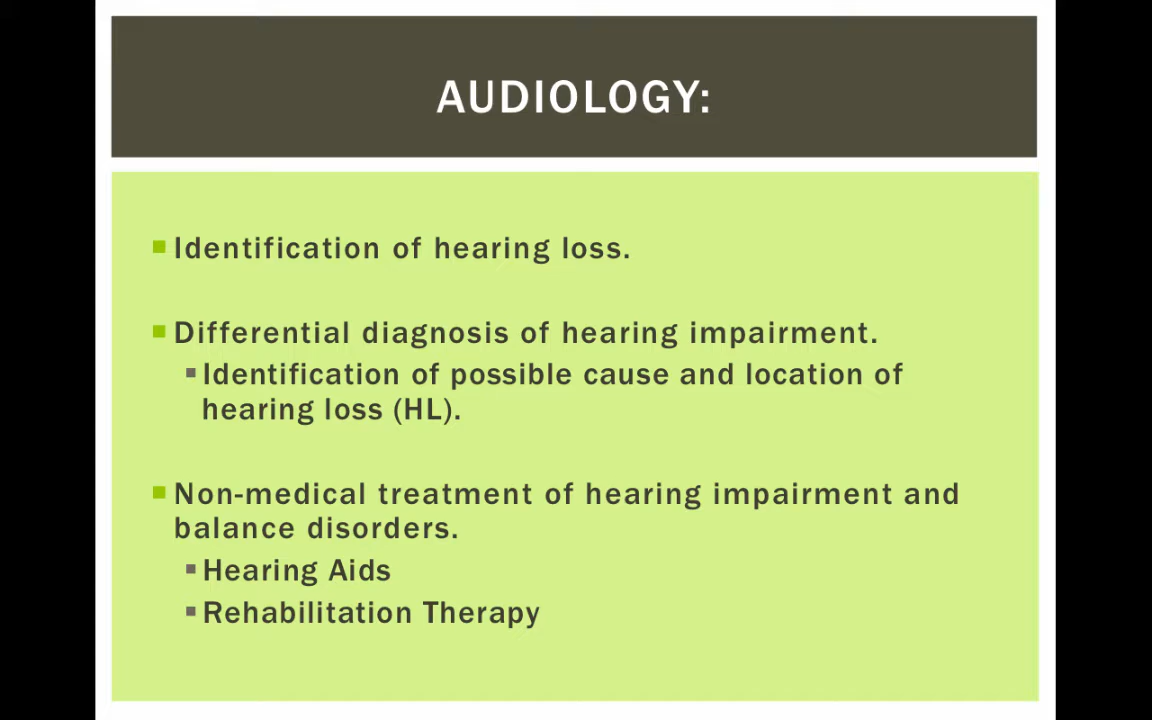 AUDIOLOGY:
Identification of hearing loss.
Differential diagnosis of hearing impairment.
Identification of possible cause and location of
hearing loss (HL).
Non-medical treatment of hearing impairment and
balance disorders.
Hearing Aids
Rehabilitation Therapy